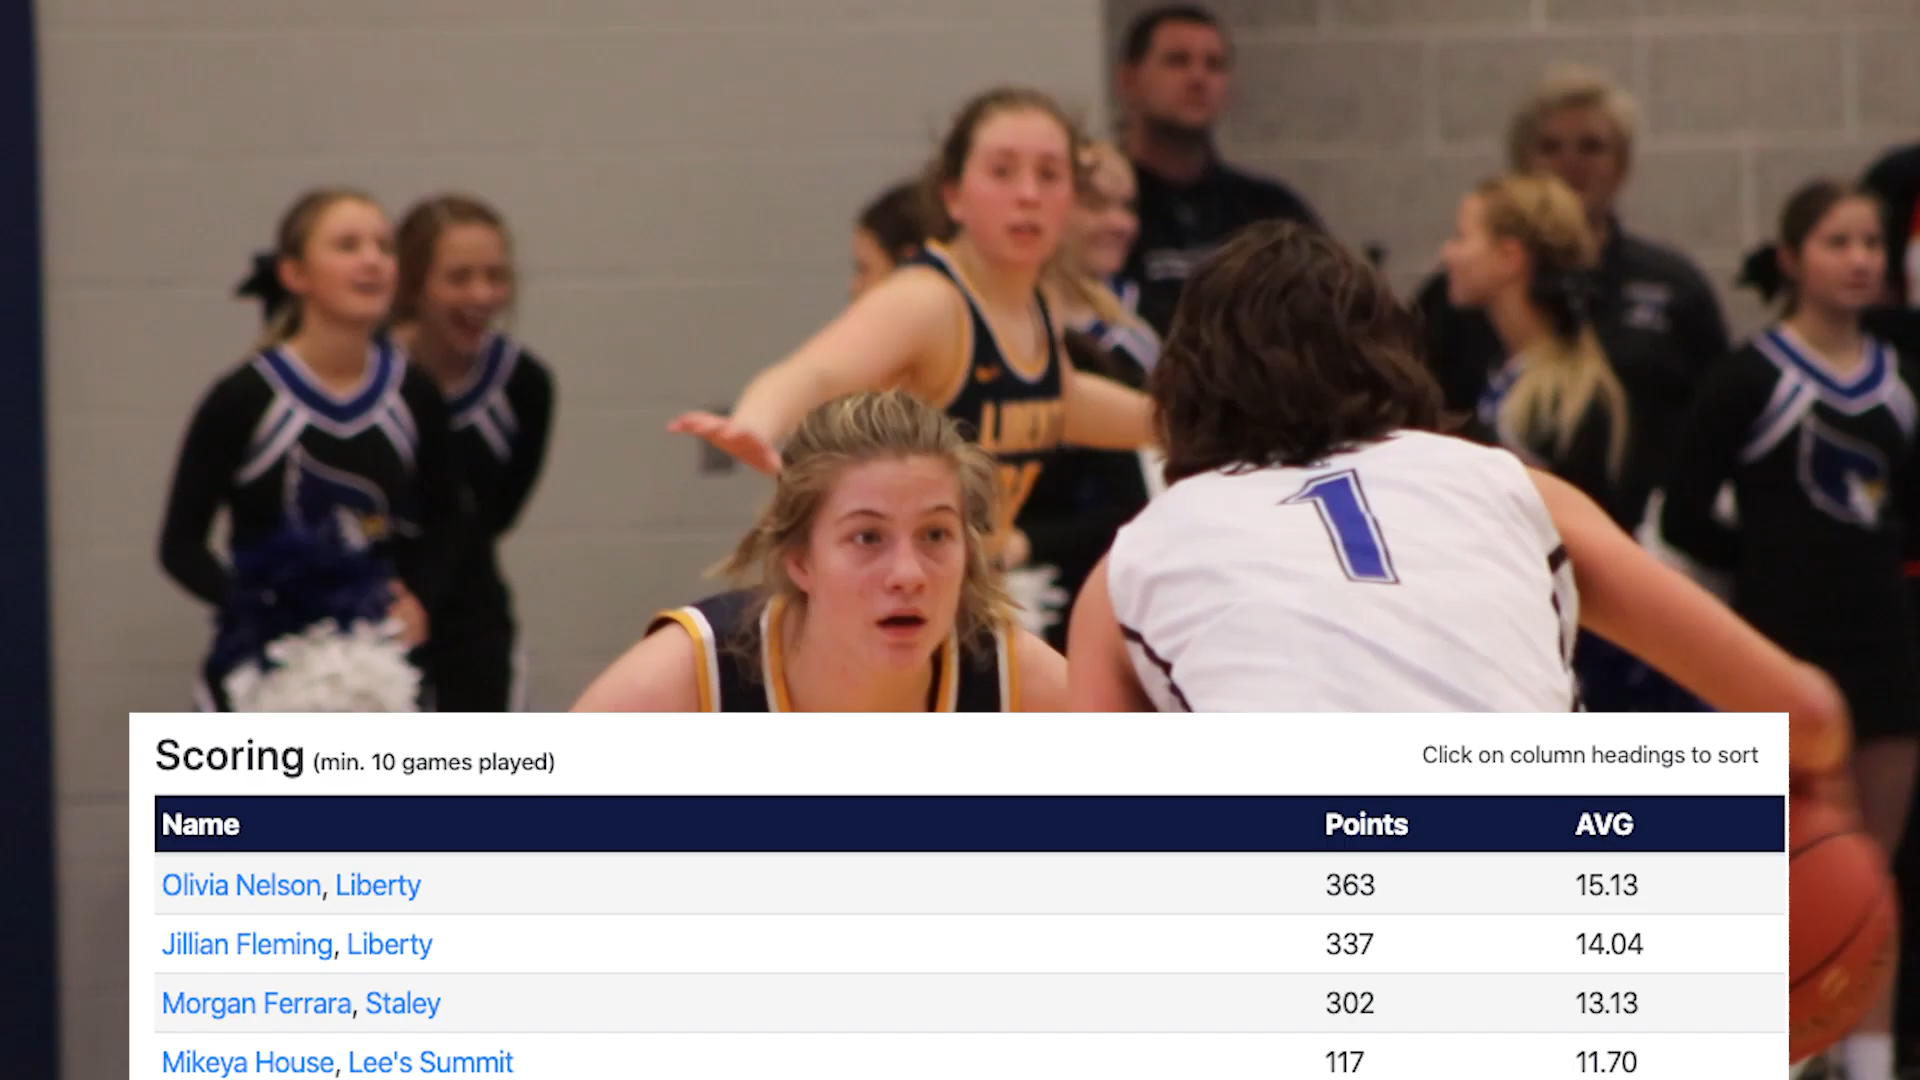 LIBERTY
1
Scoring (min. 10 games played)
Click on column headings to sort
Name Points AVG
Olivia Nelson, Liberty 363 15.13
Jillian Fleming, Liberty 337 14.04
Morgan Ferrara, Staley 302 13.13
Mikeya House, Lee's Summit 117 11.70